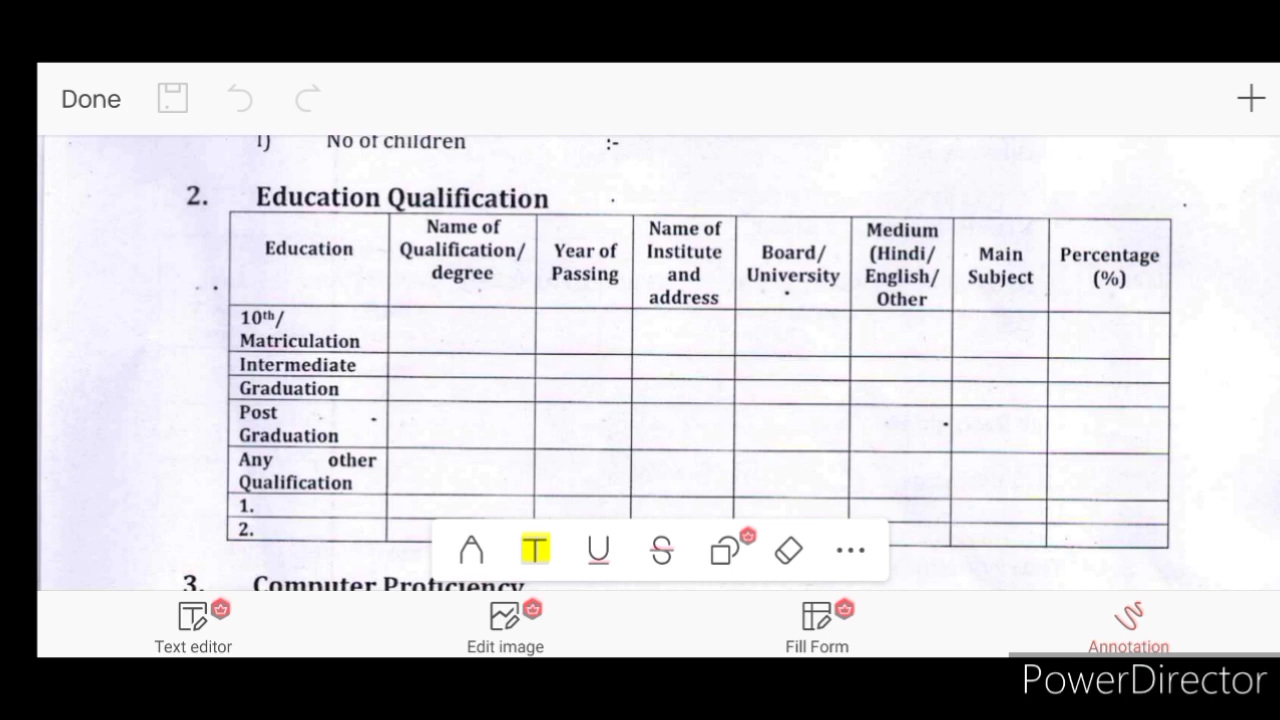 Done
No of children :-
2. Education Qualification
Education
Name of
Qualification/
degree
Year of
Passing
Name of
Institute
and
address
Board/
University
Medium
(Hindi/
English/
Other
Main
Subject
Percentage
(%)
10th/
Matriculation
Intermediate
Graduation
Post
Graduation
Any other
Qualification
1.
2.
3. Computer Proficiency
Text editor
Edit image
Fill Form
Annotation
PowerDirector